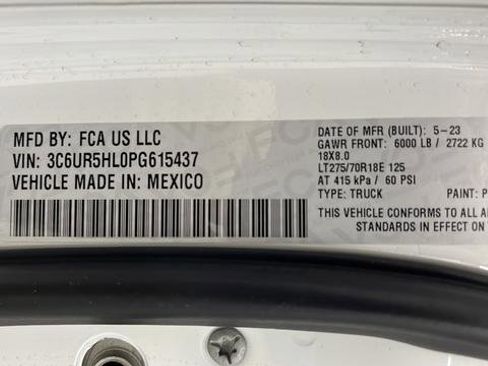 MFD BY: FCA US LLC
VIN: 3C6UR5HL0PG615437
VEHICLE MADE IN: MEXICO
DATE OF MFR (BUILT): 5-23
GAWR FRONT: 6000 LB / 2722 KG
18X8.0
LT275/70R18E 125
AT 415 kPa / 60 PSI
TYPE: TRUCK PAINT: P
THIS VEHICLE CONFORMS TO ALL A
STANDARDS IN EFFECT ON